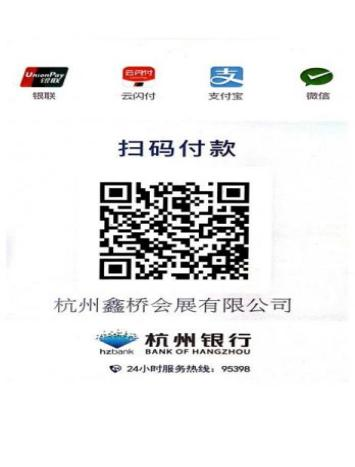 UnionPay
银联
云闪付
银联 云闪付 支付宝 微信
扫码付款
杭州鑫桥会展有限公司
杭州银行
hzbank BANK OF HANGZHOU
24小时服务热线：95398